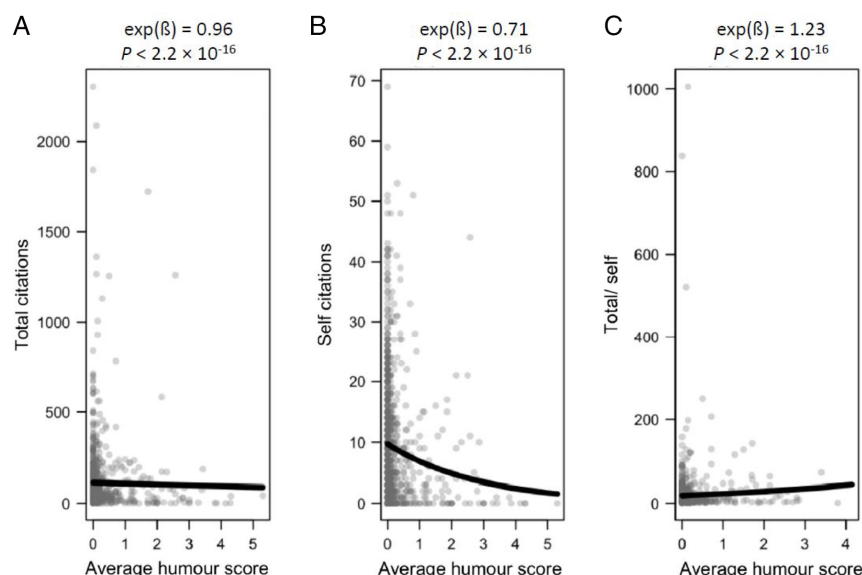 A
exp(ß) = 0.96
P < 2.2 × 10-16
Total citations
2000
1500
1000
500
0
0 1 2 3 4 5
Average humour score
B
exp(ß) = 0.71
P < 2.2 × 10-16
Self citations
70
60
50
40
30
20
10
0
0 1 2 3 4 5
Average humour score
C
exp(ß) = 1.23
P < 2.2 × 10-16
Total/ self
1000
800
600
400
200
0
0 1 2 3 4
Average humour score